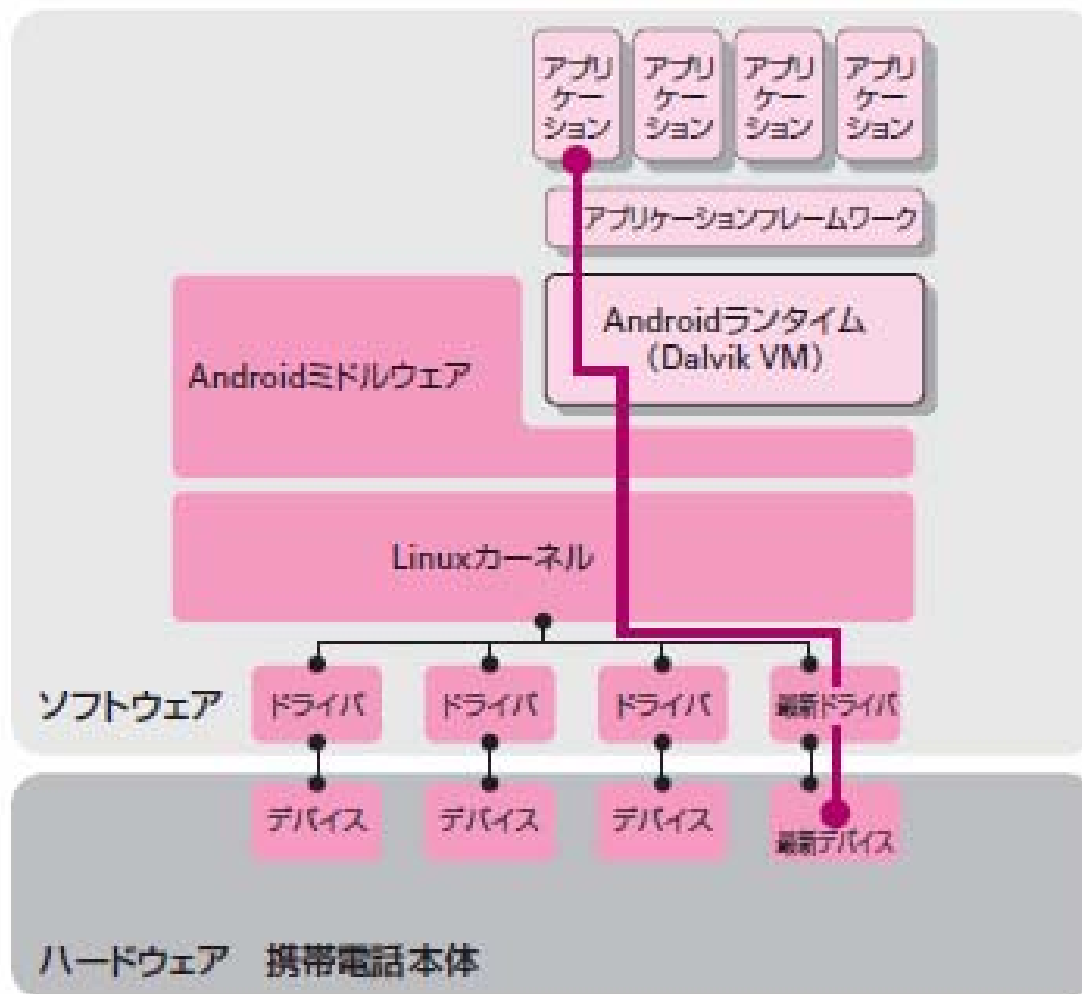 アプリ
ケー
ション
アプリ
ケー
ション
アプリ
ケー
ション
アプリ
ケー
ション
アプリケーションフレームワーク
Androidランタイム
(Dalvik VM)
Androidミドルウェア
Linuxカーネル
ソフトウェア
ドライバ
ドライバ
ドライバ
最新ドライバ
デバイス
デバイス
デバイス
最新デバイス
ハードウェア 携帯電話本体